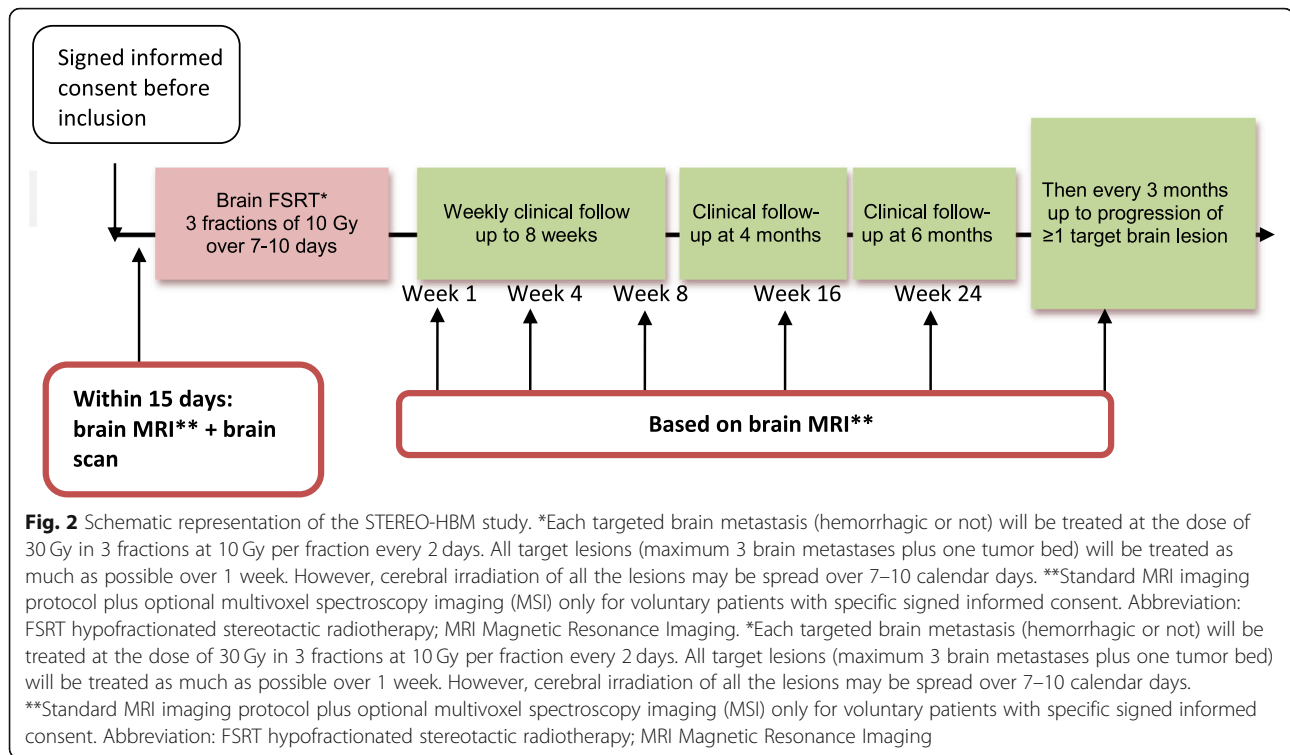 Signed informed
consent before
inclusion
Brain FSRT*
3 fractions of 10 Gy
over 7-10 days
Weekly clinical follow
up to 8 weeks
Clinical follow-
up at 4 months
Clinical follow-
up at 6 months
Then every 3 months
up to progression of
≥1 target brain lesion
Week 1
Week 4
Week 8
Week 16
Week 24
Within 15 days:
brain MRI** + brain
scan
Based on brain MRI**
Fig. 2 Schematic representation of the STEREO-HBM study. *Each targeted brain metastasis (hemorrhagic or not) will be treated at the dose of
30 Gy in 3 fractions at 10 Gy per fraction every 2 days. All target lesions (maximum 3 brain metastases plus one tumor bed) will be treated as
much as possible over 1 week. However, cerebral irradiation of all the lesions may be spread over 7–10 calendar days. **Standard MRI imaging
protocol plus optional multivoxel spectroscopy imaging (MSI) only for voluntary patients with specific signed informed consent. Abbreviation:
FSRT hypofractionated stereotactic radiotherapy; MRI Magnetic Resonance Imaging. *Each targeted brain metastasis (hemorrhagic or not) will be
treated at the dose of 30 Gy in 3 fractions at 10 Gy per fraction every 2 days. All target lesions (maximum 3 brain metastases plus one tumor bed)
will be treated as much as possible over 1 week. However, cerebral irradiation of all the lesions may be spread over 7–10 calendar days.
**Standard MRI imaging protocol plus optional multivoxel spectroscopy imaging (MSI) only for voluntary patients with specific signed informed
consent. Abbreviation: FSRT hypofractionated stereotactic radiotherapy; MRI Magnetic Resonance Imaging